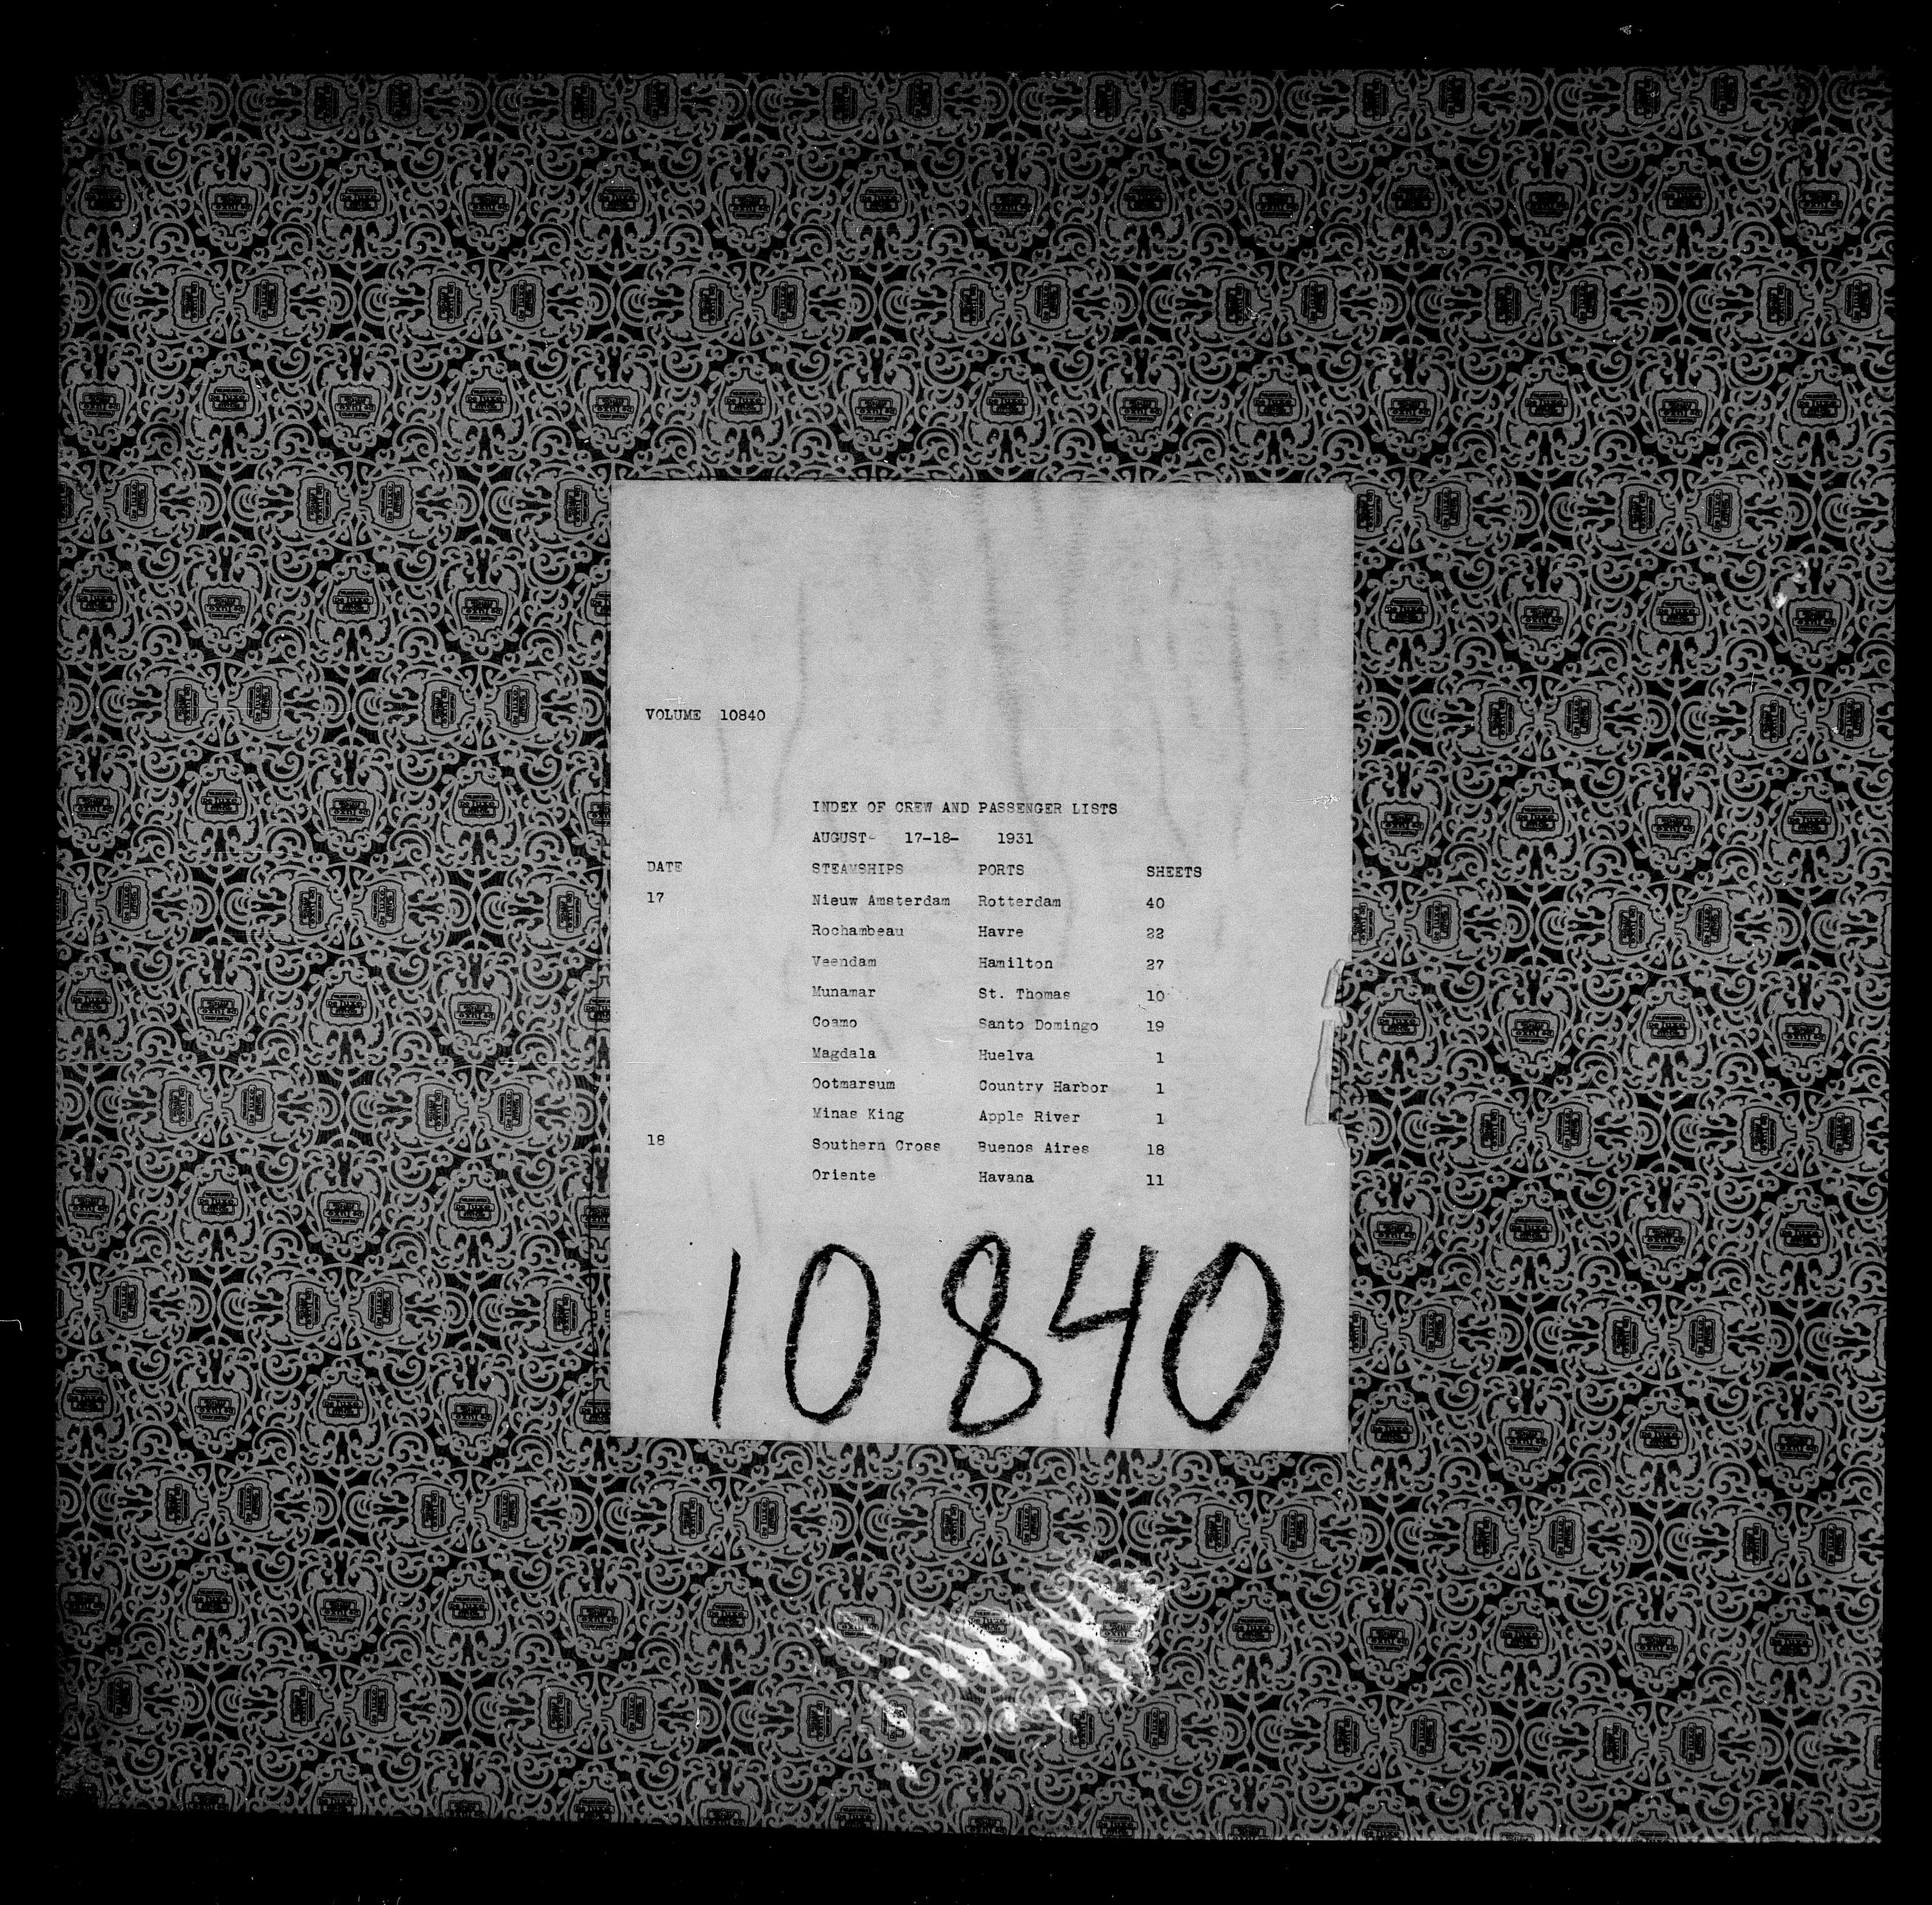 VOLUME 10840
INDEX OF CREW AND PASSENGER LISTS
AUGUST- 17-18- 1931
DATE STEAMSHIPS PORTS SHEETS
17 Nieuw Amsterdam Rotterdam 40
Rochambeau Havre 22
Veendam Hamilton 27
Munamar St. Thomas 10
Coamo Santo Domingo 19
Magdala Huelva 1
Ootmarsum Country Harbor 1
Minas King Apple River 1
18 Southern Cross Buenos Aires 18
Oriente Havana 11
10840